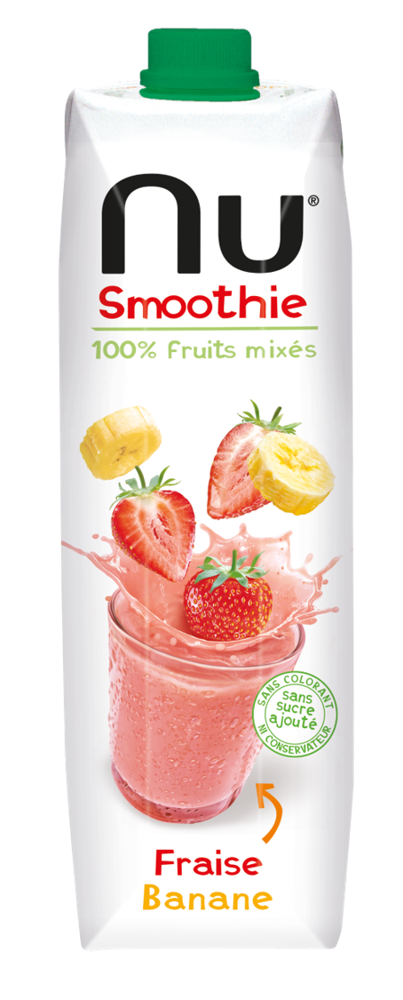 nu®
Smoothie
100% fruits mixés
SANS COLORANT
sans
sucre
ajouté
NI CONSERVATEUR
Fraise
Banane